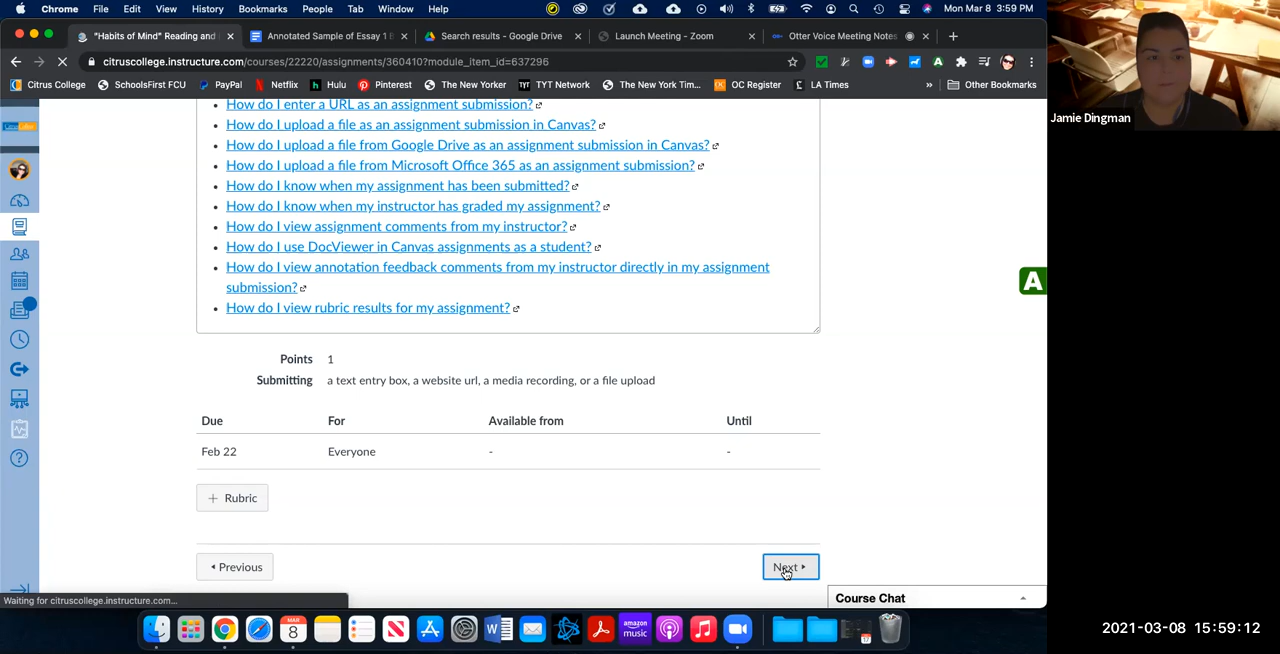 Chrome File Edit View History Bookmarks People Tab Window Help Mon Mar 8 3:59 PM
"Habits of Mind" Reading and Annotated Sample of Essay 1 Search results - Google Drive Launch Meeting - Zoom Otter Voice Meeting Notes
citruscollege.instructure.com/courses/22220/assignments/360410?module_item_id=637296
Citrus College SchoolsFirst FCU PayPal Netflix Hulu Pinterest The New Yorker TYT Network The New York Tim... OC Register LA Times » Other Bookmarks
Jamie Dingman
How do I enter a URL as an assignment submission?
How do I upload a file as an assignment submission in Canvas?
How do I upload a file from Google Drive as an assignment submission in Canvas?
How do I upload a file from Microsoft Office 365 as an assignment submission?
How do I know when my assignment has been submitted?
How do I know when my instructor has graded my assignment?
How do I view assignment comments from my instructor?
How do I use DocViewer in Canvas assignments as a student?
How do I view annotation feedback comments from my instructor directly in my assignment
submission?
How do I view rubric results for my assignment?
A
Points 1
Submitting a text entry box, a website url, a media recording, or a file upload
Due For Available from Until
Feb 22 Everyone - -
+ Rubric
Previous Next
Course Chat
Waiting for citruscollege.instructure.com...
MAR 8 amazon music
2021-03-08 15:59:12